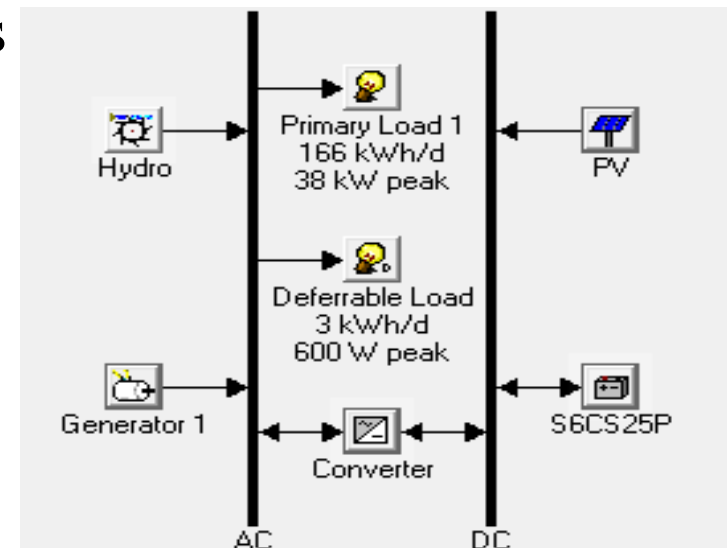 s
Hydro
Primary Load 1
166 kWh/d
38 kW peak
PV
Deferrable Load
3 kWh/d
600 W peak
Generator 1
S6CS25P
Converter
AC
DC